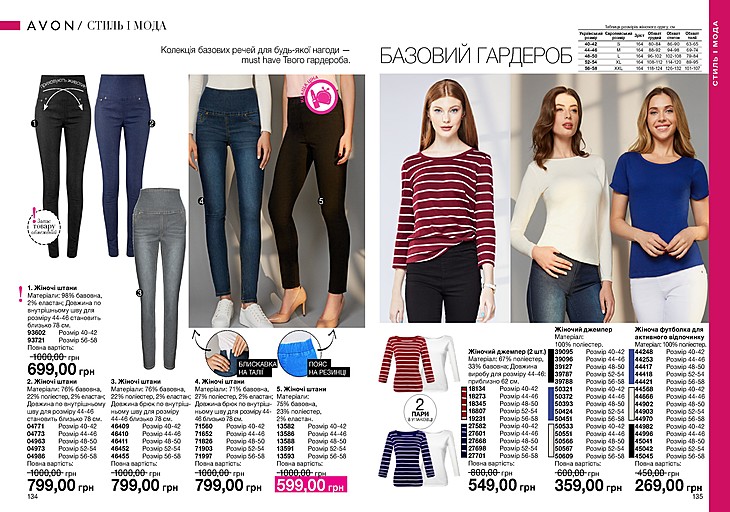 AVON / СТИЛЬ І МОДА
Колекція базових речей для будь-якої нагоди —
must have Твого гардероба.
1
2
3
Запас
товару
обмежений
!
1. Жіночі штани
Матеріали: 98% бавовна,
2% еластан; Довжина по
внутрішньому шву для
розміру 44-46 становить
близько 78 см.
93602 Розмір 40-42
93721 Розмір 56-58
Повна вартість:
1000,00 грн
699,00 грн
4
5
БЛИСКАВКА
НА ТАЛІЇ
ПОЯС
НА РЕЗИНЦІ
2. Жіночі штани
Матеріали: 76% бавовна,
22% поліестер, 2% еластан;
Довжина по внутрішньому
шву для розміру 44-46
становить близько 78 см.
04771 Розмір 40-42
04773 Розмір 44-46
04963 Розмір 48-50
04973 Розмір 52-54
04986 Розмір 56-58
Повна вартість:
1000,00 грн
799,00 грн
3. Жіночі штани
Матеріали: 76% бавовна,
22% поліестер, 2% еластан;
Довжина брюк по внутріш-
ньому шву для розміру
44-46 близько 78 см.
46409 Розмір 40-42
46410 Розмір 44-46
46411 Розмір 48-50
46452 Розмір 52-54
46455 Розмір 56-58
Повна вартість:
1000,00 грн
799,00 грн
4. Жіночі штани
Матеріали: 71% бавовна,
27% поліестер, 2% еластан;
Довжина брюк по внутріш-
ньому шву для розміру 44-
46 близько 78 см.
71560 Розмір 40-42
71652 Розмір 44-46
71826 Розмір 48-50
71903 Розмір 52-54
71997 Розмір 56-58
Повна вартість:
1000,00 грн
799,00 грн
5. Жіночі штани
Матеріали:
75% бавовна,
23% поліестер,
2% еластан.
13582 Розмір 40-42
13586 Розмір 44-46
13588 Розмір 48-50
13591 Розмір 52-54
13593 Розмір 56-58
Повна вартість:
1000,00 грн
599,00 грн
134
БАЗОВИЙ ГАРДЕРОБ
Український розмір Європейський розмір Зріст Обхват грудей Обхват стегон Обхват талії
40-42 S 164 80-84 86-90 63-65
44-46 M 164 88-92 94-98 69-74
48-50 L 164 96-102 102-108 79-84
52-54 XL 164 108-112 114-120 88-95
56-58 XXL 164 118-124 126-132 101-107
СТИЛЬ І МОДА
2
ПАРИ
В УПАКОВЦІ
Жіночий джемпер (2 шт.)
Матеріали: 67% поліестер,
33% бавовна; Довжина
виробу для розміру 44-46:
приблизно 62 см.
18134 Розмір 40-42
18273 Розмір 44-46
18345 Розмір 48-50
18807 Розмір 52-54
19231 Розмір 56-58
27582 Розмір 40-42
27601 Розмір 44-46
27668 Розмір 48-50
27698 Розмір 52-54
27701 Розмір 56-58
Повна вартість:
800,00 грн
549,00 грн
Жіночий джемпер
Матеріал:
100% поліестер.
39095 Розмір 40-42
39096 Розмір 44-46
39127 Розмір 48-50
39787 Розмір 52-54
39788 Розмір 56-58
50321 Розмір 40-42
50372 Розмір 44-46
50393 Розмір 48-50
50424 Розмір 52-54
50451 Розмір 56-58
50533 Розмір 40-42
50551 Розмір 44-46
50566 Розмір 48-50
50567 Розмір 52-54
50609 Розмір 56-58
Повна вартість:
600,00 грн
359,00 грн
Жіноча футболка для
активного відпочинку
Матеріал: 100% поліестер.
44248 Розмір 40-42
44253 Розмір 44-46
44417 Розмір 48-50
44418 Розмір 52-54
44421 Розмір 56-58
44568 Розмір 40-42
44666 Розмір 44-46
44902 Розмір 48-50
44903 Розмір 52-54
44970 Розмір 56-58
44982 Розмір 40-42
44996 Розмір 44-46
45041 Розмір 48-50
45042 Розмір 52-54
45045 Розмір 56-58
Повна вартість:
450,00 грн
269,00 грн
135